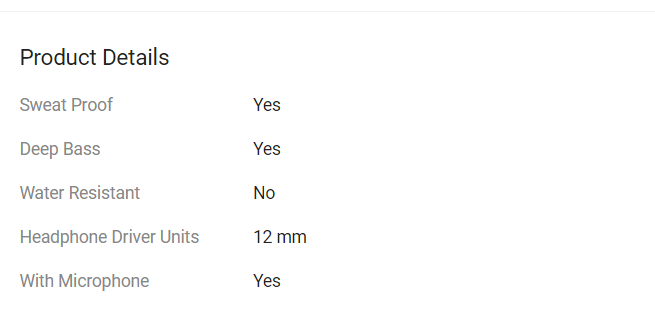 Product Details
Sweat Proof Yes
Deep Bass Yes
Water Resistant No
Headphone Driver Units 12 mm
With Microphone Yes